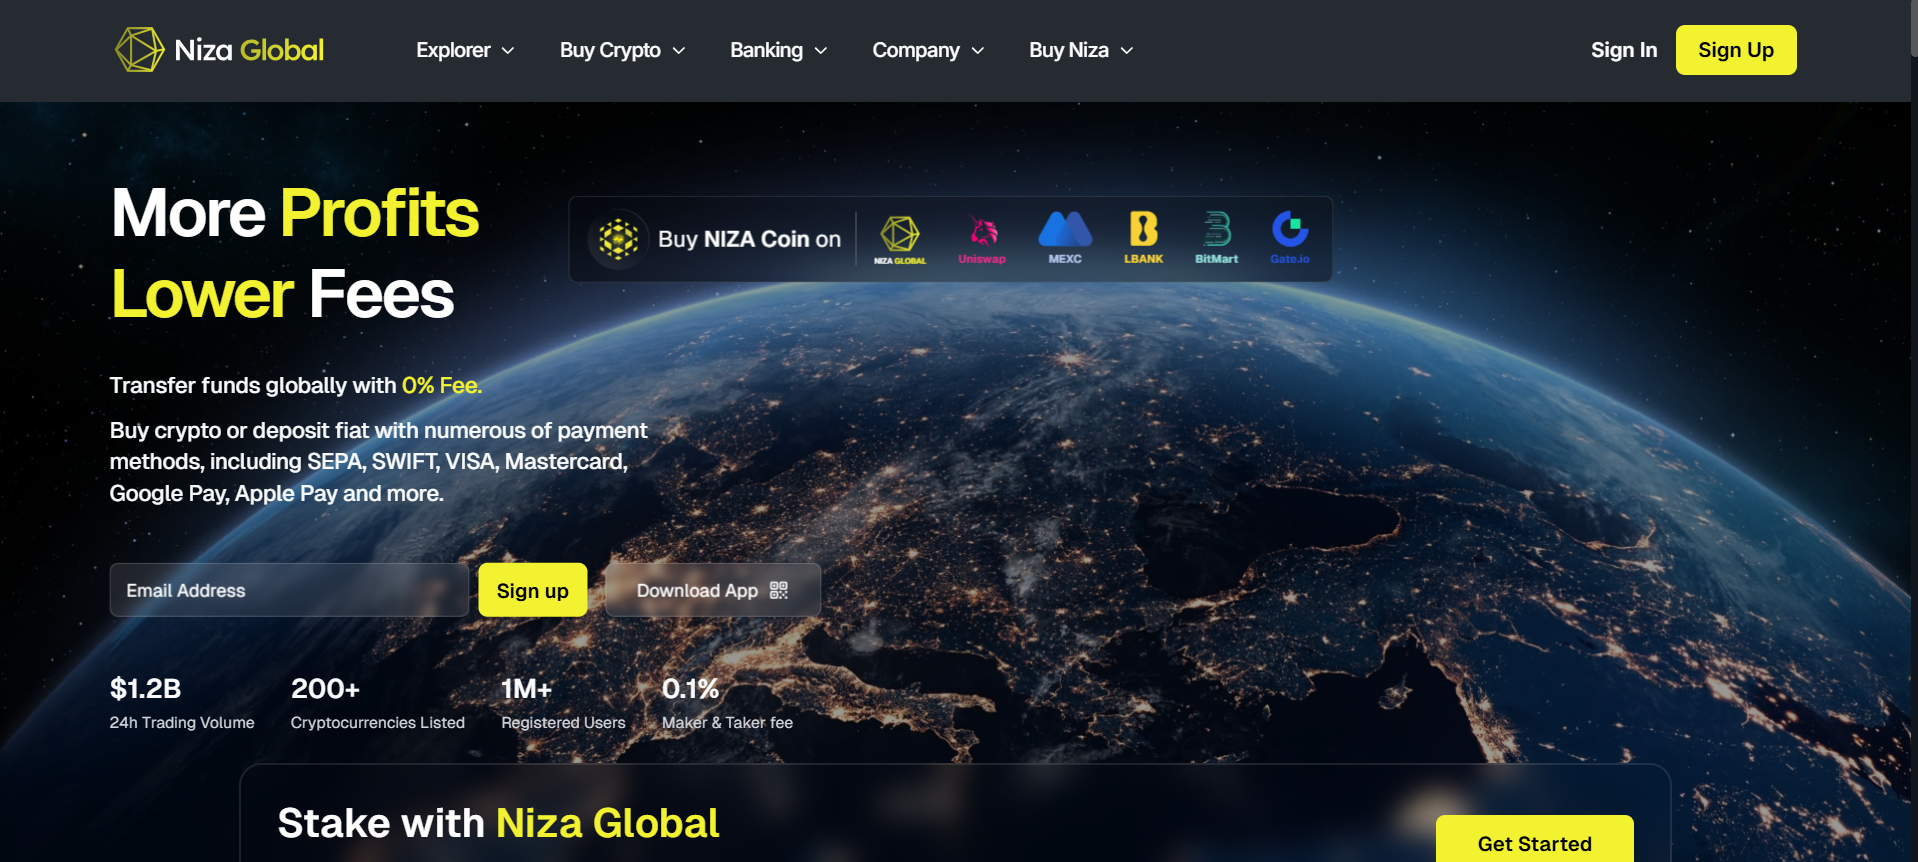 Niza Global
Explorer
Buy Crypto
Banking
Company
Buy Niza
Sign In
Sign Up
More Profits
Lower Fees
Buy NIZA Coin on
NIZA GLOBAL
Uniswap
MEXC
LBANK
BitMart
Gate.io
Transfer funds globally with 0% Fee.
Buy crypto or deposit fiat with numerous of payment
methods, including SEPA, SWIFT, VISA, Mastercard,
Google Pay, Apple Pay and more.
Email Address
Sign up
Download App
$1.2B
24h Trading Volume
200+
Cryptocurrencies Listed
1M+
Registered Users
0.1%
Maker & Taker fee
Stake with Niza Global
Get Started